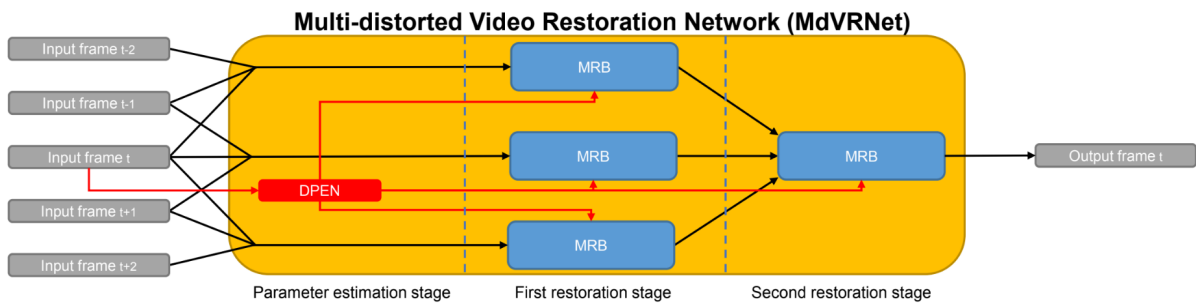 Multi-distorted Video Restoration Network (MdVRNet)
Input frame t-2
Input frame t-1
Input frame t
Input frame t+1
Input frame t+2
DPEN
MRB
MRB
MRB
MRB
Output frame t
Parameter estimation stage
First restoration stage
Second restoration stage